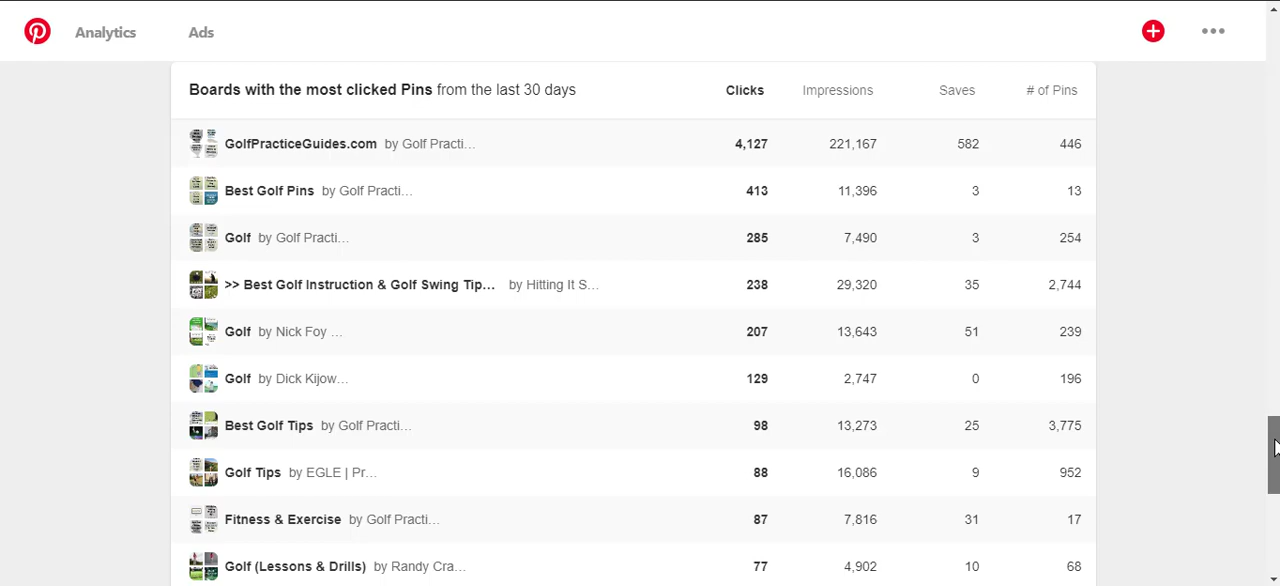 Analytics Ads
Boards with the most clicked Pins from the last 30 days Clicks Impressions Saves # of Pins
GolfPracticeGuides.com by Golf Practi... 4,127 221,167 582 446
Best Golf Pins by Golf Practi... 413 11,396 3 13
Golf by Golf Practi... 285 7,490 3 254
>> Best Golf Instruction & Golf Swing Tip... by Hitting It S... 238 29,320 35 2,744
Golf by Nick Foy ... 207 13,643 51 239
Golf by Dick Kijow... 129 2,747 0 196
Best Golf Tips by Golf Practi... 98 13,273 25 3,775
Golf Tips by EGLE | Pr... 88 16,086 9 952
Fitness & Exercise by Golf Practi... 87 7,816 31 17
Golf (Lessons & Drills) by Randy Cra... 77 4,902 10 68